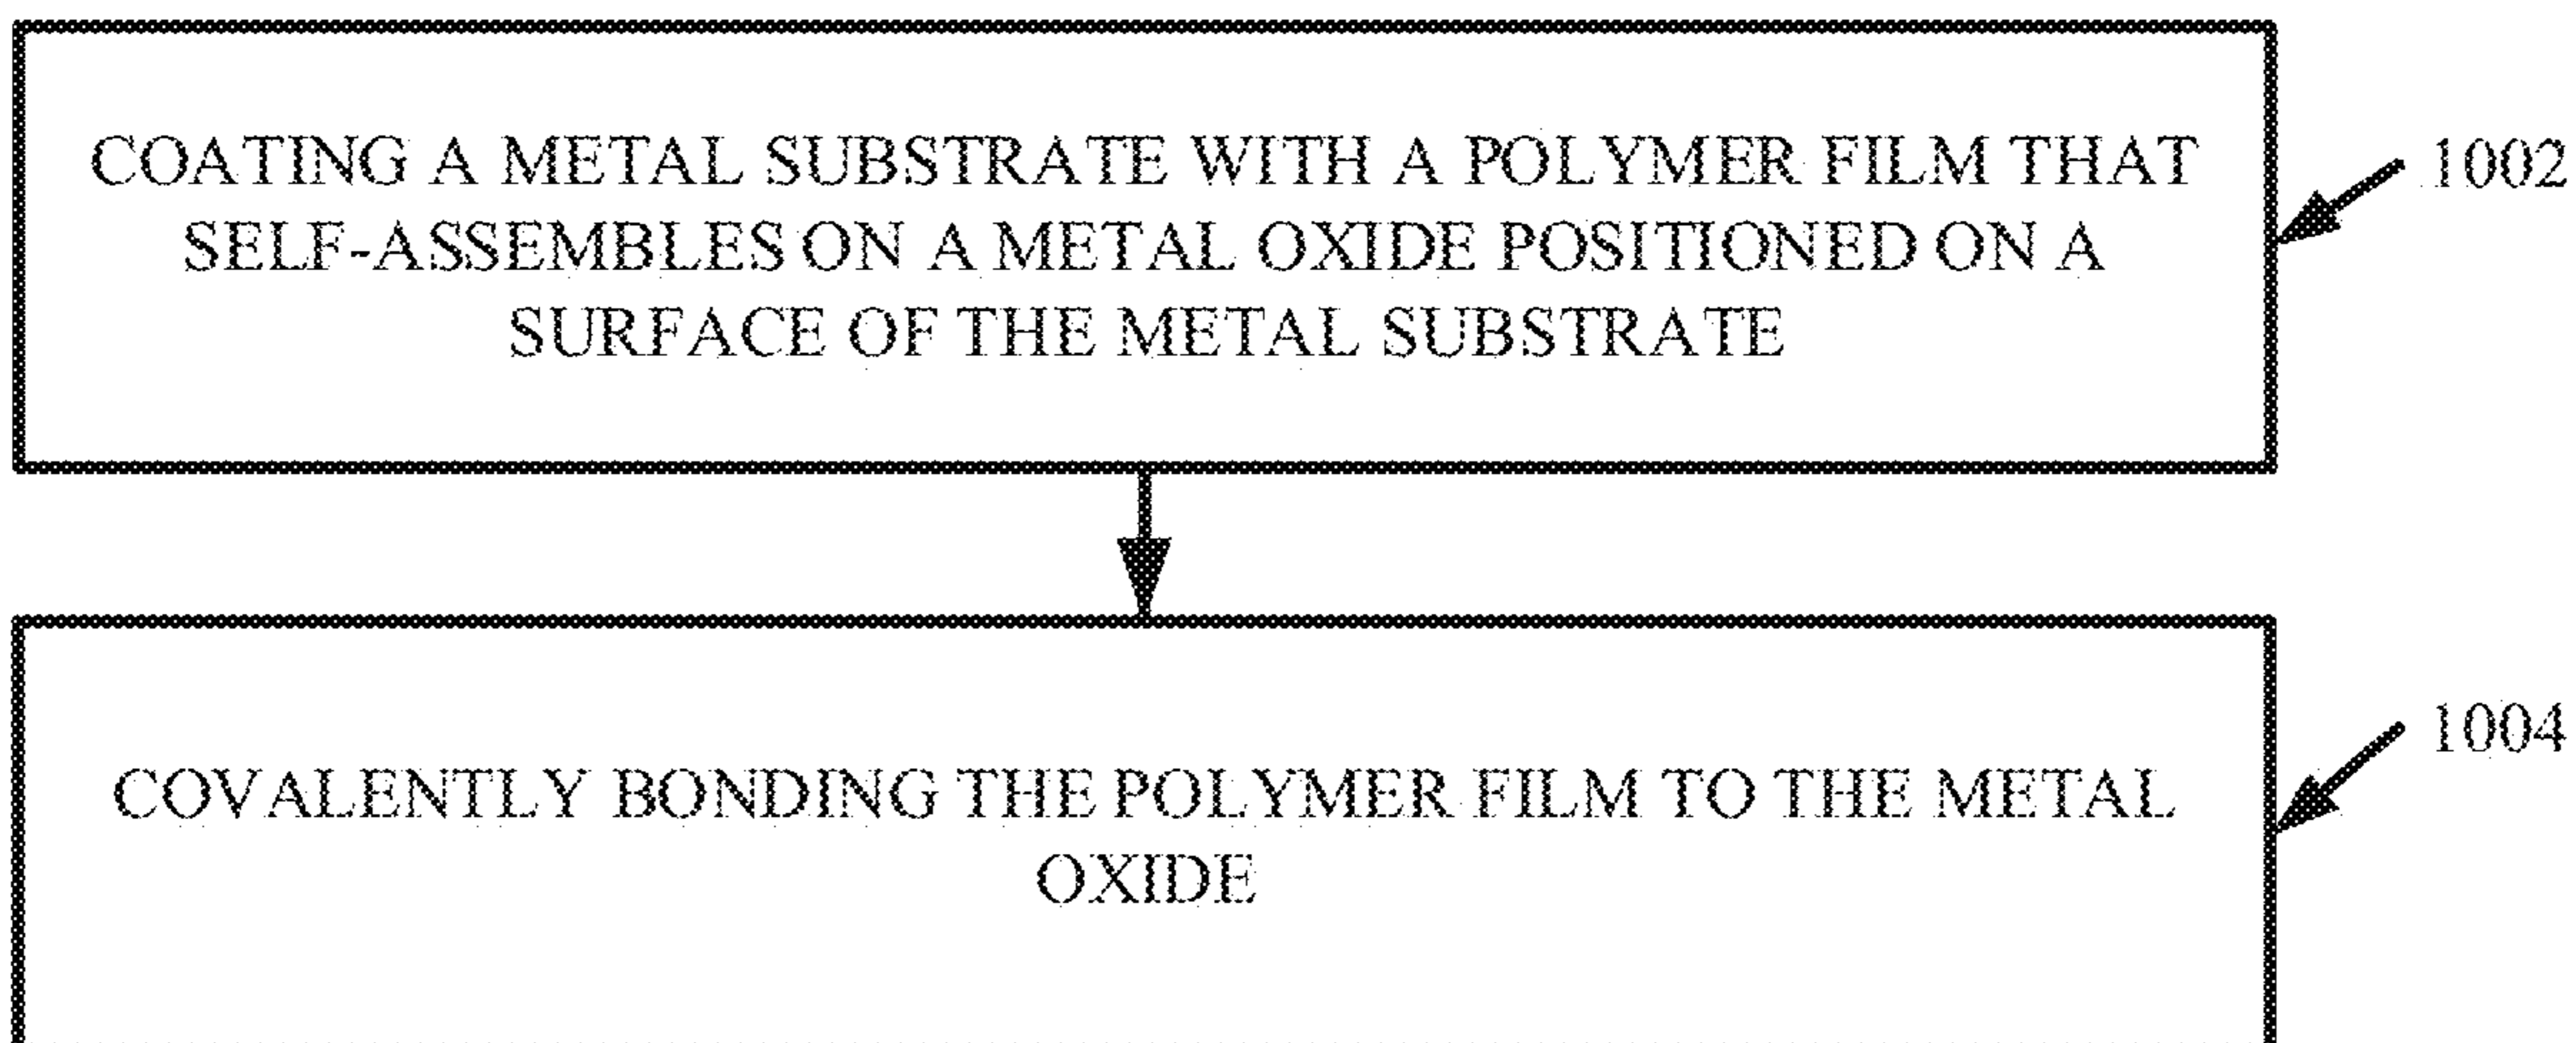 COATING A METAL SUBSTRATE WITH A POLYMER FILM THAT
SELF-ASSEMBLES ON A METAL OXIDE POSITIONED ON A
SURFACE OF THE METAL SUBSTRATE
1002
COVALENTLY BONDING THE POLYMER FILM TO THE METAL
OXIDE
1004